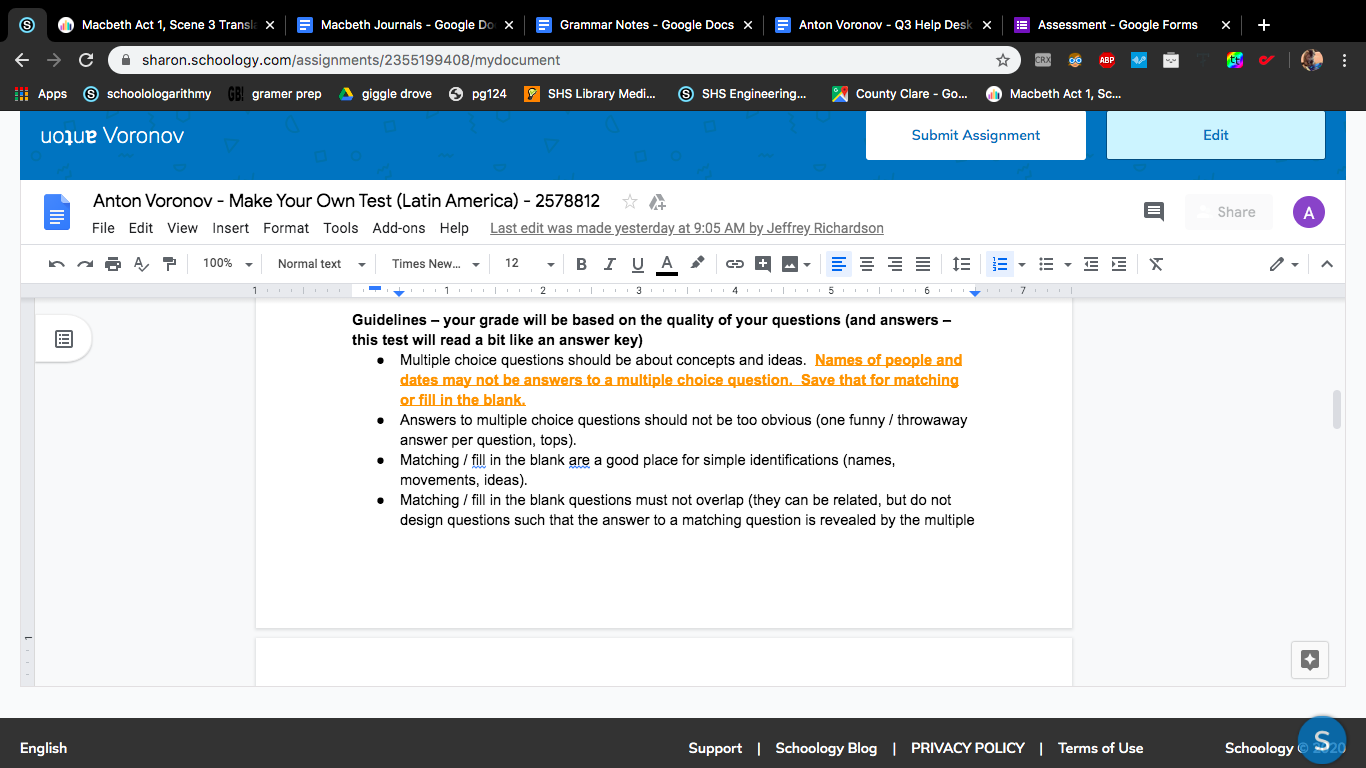 Macbeth Act 1, Scene 3 Transla
Macbeth Journals - Google Do
Grammar Notes - Google Docs
Anton Voronov - Q3 Help Desk
Assessment - Google Forms
sharon.schoology.com/assignments/2355199408/mydocument
CRX
ABP
Apps
S schoolologarithmy
GB! gramer prep
giggle drove
pg124
SHS Library Medi...
S SHS Engineering...
County Clare - Go...
Macbeth Act 1, Sc...
uoʇuɐ Voronov
Submit Assignment
Edit
Anton Voronov - Make Your Own Test (Latin America) - 2578812
File Edit View Insert Format Tools Add-ons Help Last edit was made yesterday at 9:05 AM by Jeffrey Richardson
Share
A
100% Normal text Times New... 12 B I U A
1 1 2 3 4 5 6 7
Guidelines – your grade will be based on the quality of your questions (and answers –
this test will read a bit like an answer key)
● Multiple choice questions should be about concepts and ideas. Names of people and
dates may not be answers to a multiple choice question. Save that for matching
or fill in the blank.
● Answers to multiple choice questions should not be too obvious (one funny / throwaway
answer per question, tops).
● Matching / fill in the blank are a good place for simple identifications (names,
movements, ideas).
● Matching / fill in the blank questions must not overlap (they can be related, but do not
design questions such that the answer to a matching question is revealed by the multiple
1
English
Support | Schoology Blog | PRIVACY POLICY | Terms of Use
Schoology © 2020
S